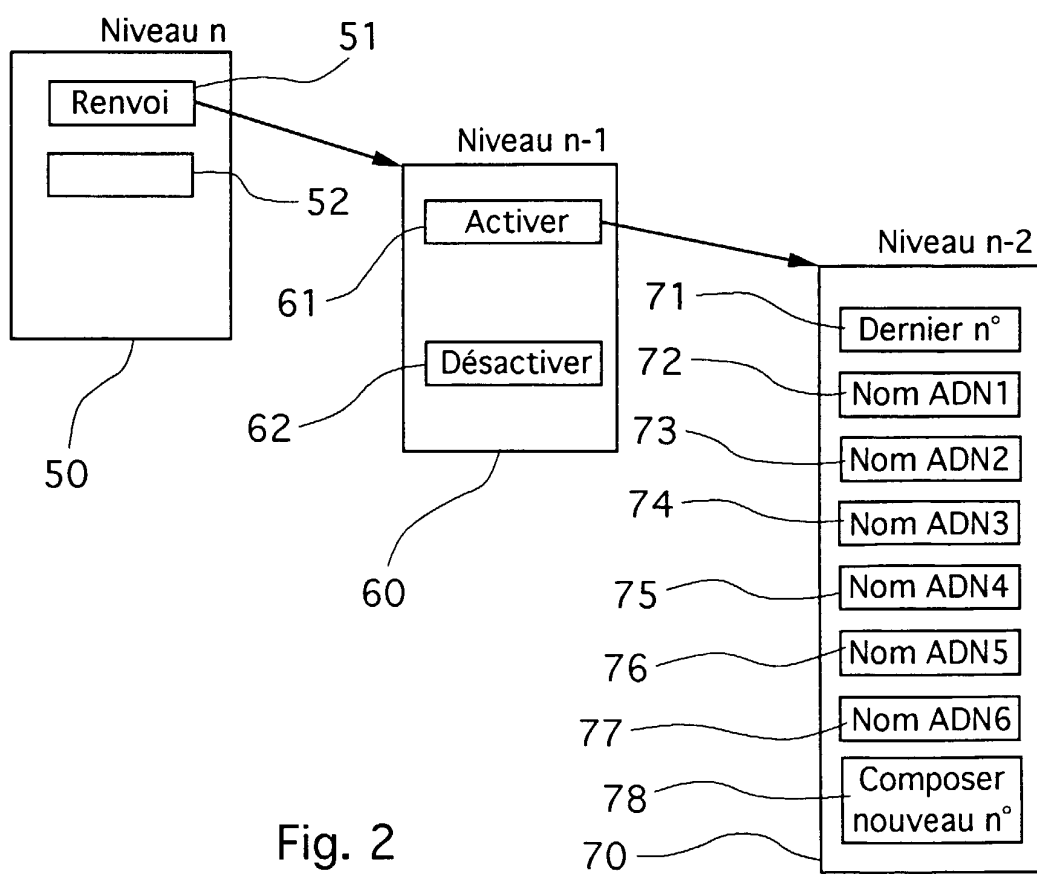 Niveau n
51
Renvoi
52
50
Niveau n-1
Activer
61
Désactiver
62
60
Niveau n-2
71
Dernier n°
72
Nom ADN1
73
Nom ADN2
74
Nom ADN3
75
Nom ADN4
76
Nom ADN5
77
Nom ADN6
78
Composer
nouveau n°
70
Fig. 2